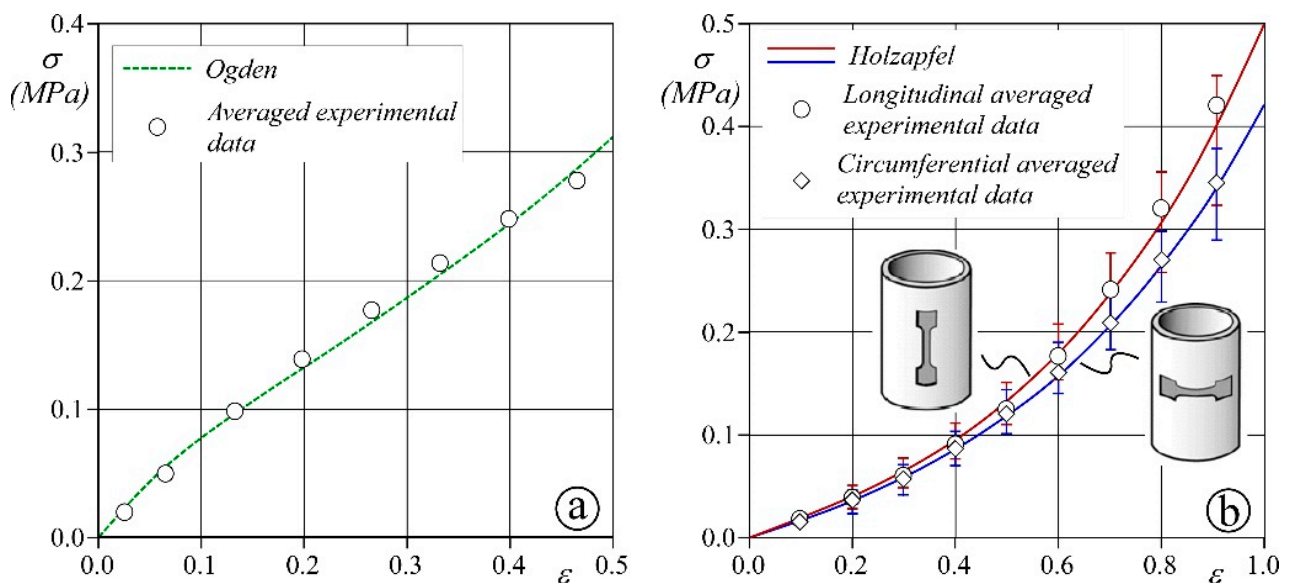 0.4
σ
(MPa)
0.3
0.2
0.1
0.0
Ogden
Averaged experimental
data
a
0.0
0.1
0.2
0.3
0.4
ε
0.5
0.5
σ
(MPa)
0.4
0.3
0.2
0.1
0.0
Holzapfel
Longitudinal averaged
experimental data
Circumferential averaged
experimental data
b
0.0
0.2
0.4
0.6
0.8
ε
1.0